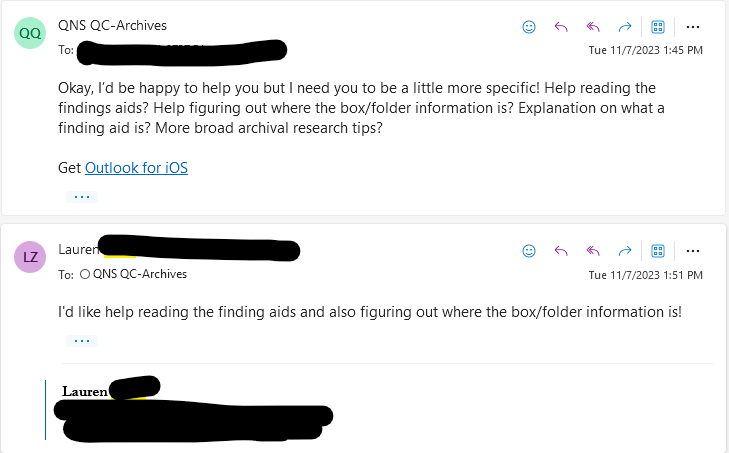 QQ
QNS QC-Archives
To:
Tue 11/7/2023 1:45 PM
Okay, I'd be happy to help you but I need you to be a little more specific! Help reading the
findings aids? Help figuring out where the box/folder information is? Explanation on what a
finding aid is? More broad archival research tips?
Get Outlook for iOS
LZ
Lauren
To: QNS QC-Archives
Tue 11/7/2023 1:51 PM
I'd like help reading the finding aids and also figuring out where the box/folder information is!
Lauren